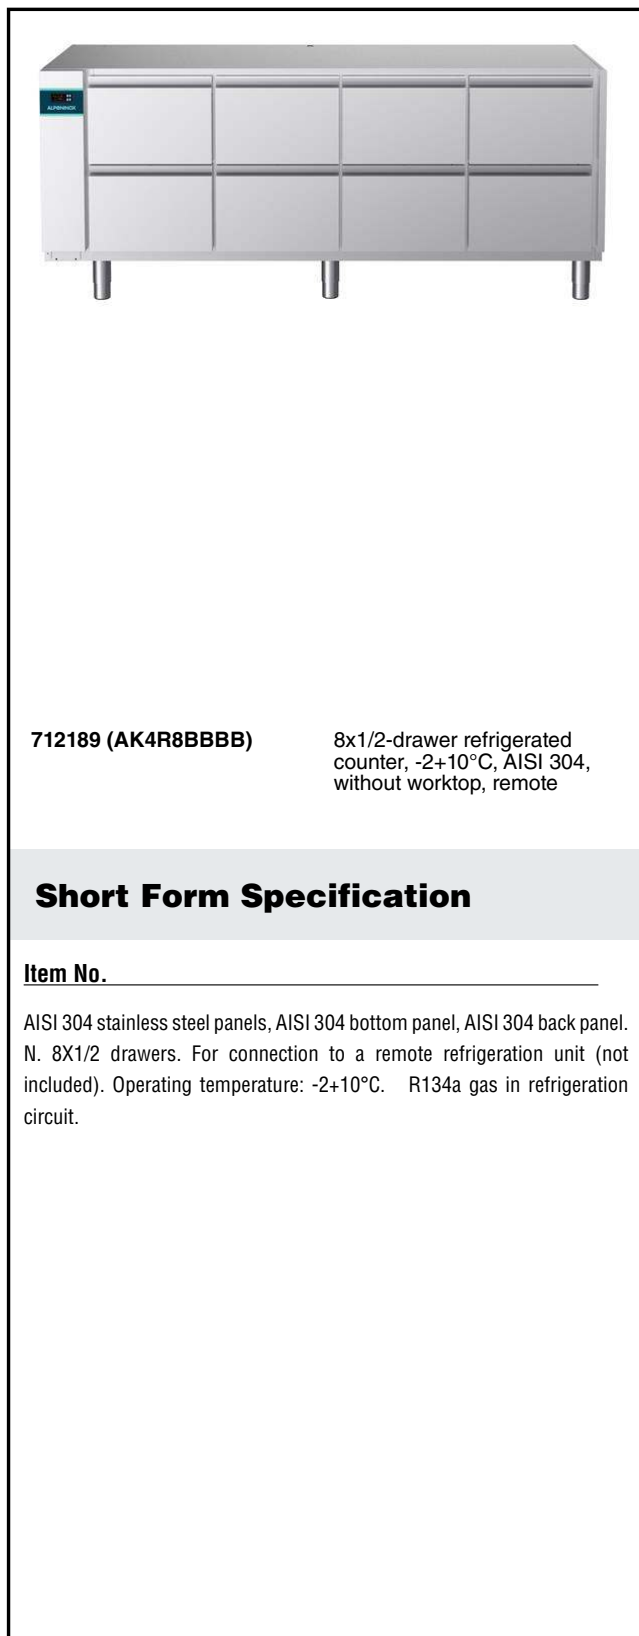 ALPENINOX
712189 (AK4R8BBBB)
8x1/2-drawer refrigerated
counter, -2+10°C, AISI 304,
without worktop, remote
Short Form Specification
Item No.
AISI 304 stainless steel panels, AISI 304 bottom panel, AISI 304 back panel.
N. 8X1/2 drawers. For connection to a remote refrigeration unit (not
included). Operating temperature: -2+10°C. R134a gas in refrigeration
circuit.